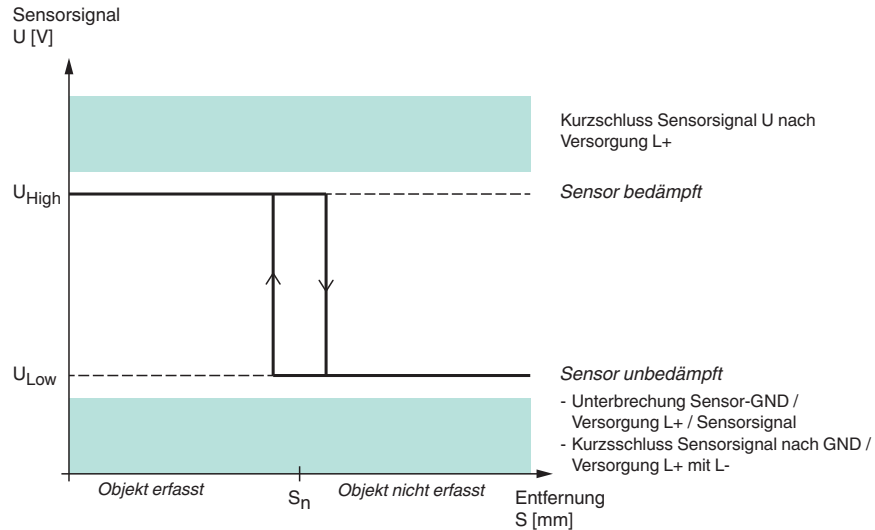 Sensorsignal
U [V]
Kurzschluss Sensorsignal U nach
Versorgung L+
UHigh
Sensor bedämpft
ULow
Sensor unbedämpft
- Unterbrechung Sensor-GND /
Versorgung L+ / Sensorsignal
- Kurzsschluss Sensorsignal nach GND /
Versorgung L+ mit L-
Objekt erfasst
Sn
Objekt nicht erfasst
Entfernung
S [mm]